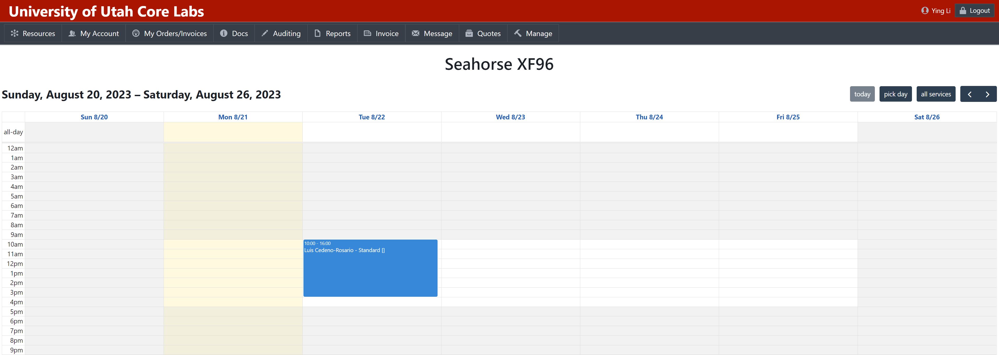 University of Utah Core Labs
Ying Li
Logout
Resources
My Account
My Orders/Invoices
Docs
Auditing
Reports
Invoice
Message
Quotes
Manage
Seahorse XF96
Sunday, August 20, 2023 – Saturday, August 26, 2023
today
pick day
all services
Sun 8/20
Mon 8/21
Tue 8/22
Wed 8/23
Thu 8/24
Fri 8/25
Sat 8/26
all-day
12am
1am
2am
3am
4am
5am
6am
7am
8am
9am
10am
10:00 - 16:00
Luis Cedeno-Rosario - Standard []
11am
12pm
1pm
2pm
3pm
4pm
5pm
6pm
7pm
8pm
9pm